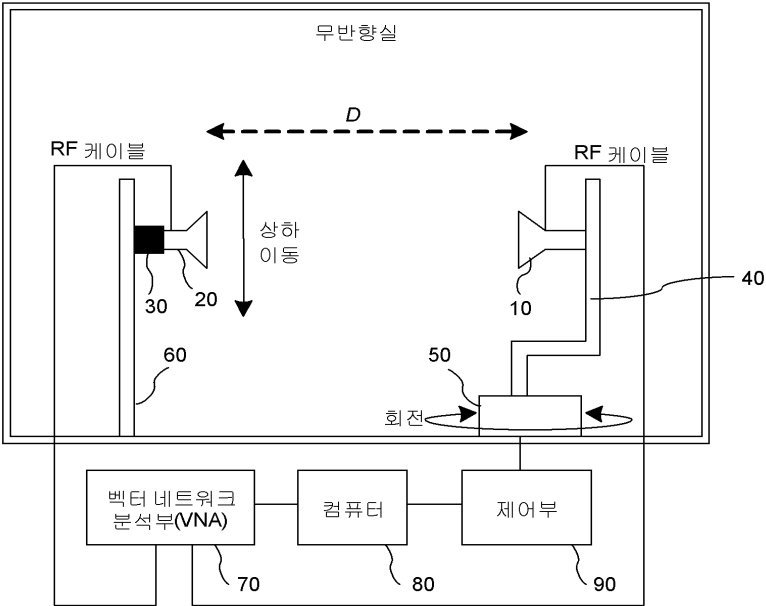 무반향실
D
RF 케이블
RF 케이블
상하
이동
30
20
10
40
60
50
회전
벡터 네트워크
분석부(VNA)
컴퓨터
제어부
70
80
90